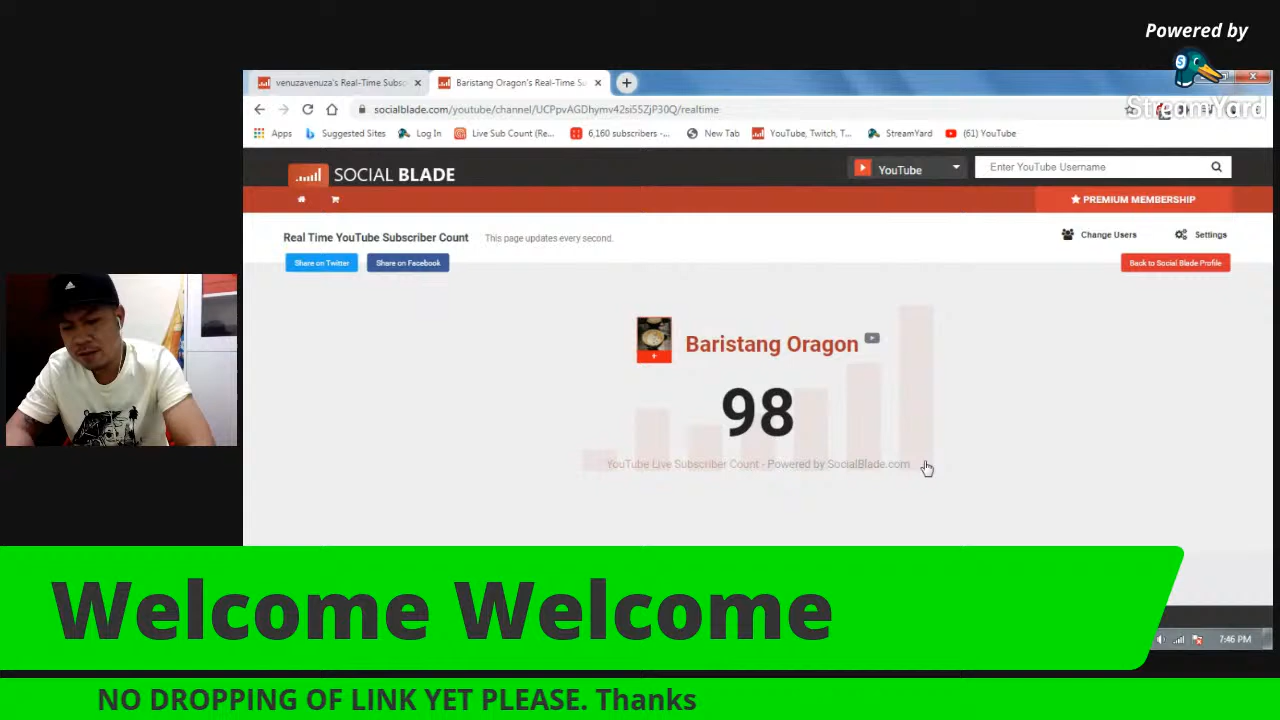 Powered by
StreamYard
venuzavenuza's Real-Time Subsc
Baristang Oragon's Real-Time Su
socialblade.com/youtube/channel/UCPpvAGDhymv42si55ZjP30Q/realtime
Apps
Suggested Sites
Log In
Live Sub Count (Re...
6,160 subscribers -...
New Tab
YouTube, Twitch, T...
StreamYard
(61) YouTube
SOCIAL BLADE
YouTube
Enter YouTube Username
PREMIUM MEMBERSHIP
Real Time YouTube Subscriber Count
This page updates every second.
Change Users
Settings
Share on Twitter
Share on Facebook
Back to Social Blade Profile
Baristang Oragon
98
YouTube Live Subscriber Count - Powered by SocialBlade.com
Welcome Welcome
7:46 PM
NO DROPPING OF LINK YET PLEASE. Thanks